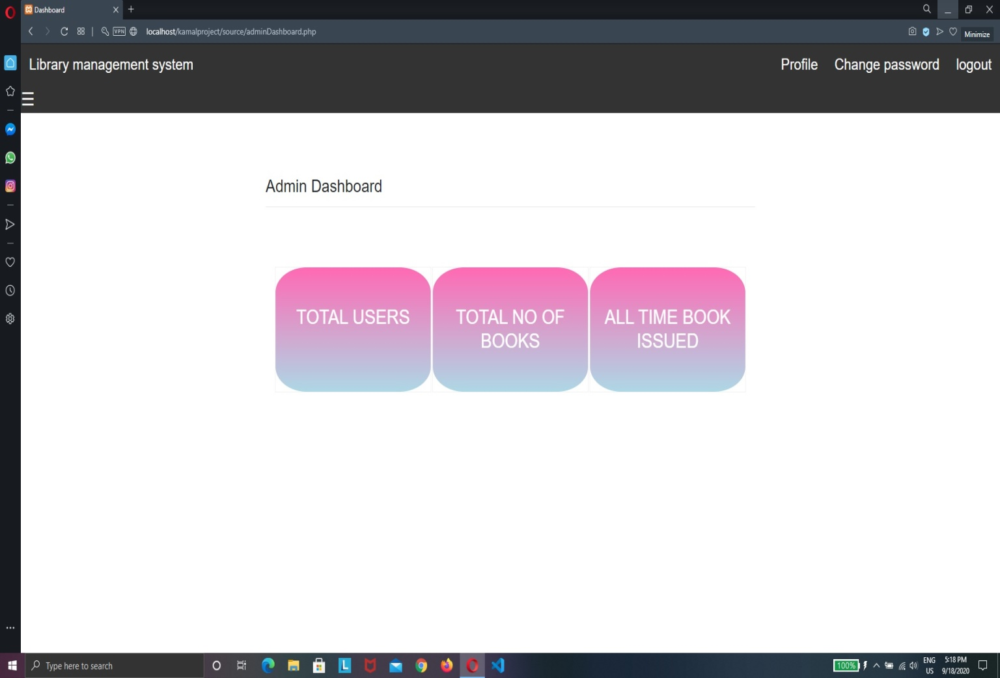 Dashboard
VPN localhost/kamalproject/source/adminDashboard.php
Minimize
Library management system Profile Change password logout
Admin Dashboard
TOTAL USERS
TOTAL NO OF
BOOKS
ALL TIME BOOK
ISSUED
Type here to search
L
100%
ENG
US
5:18 PM
9/18/2020